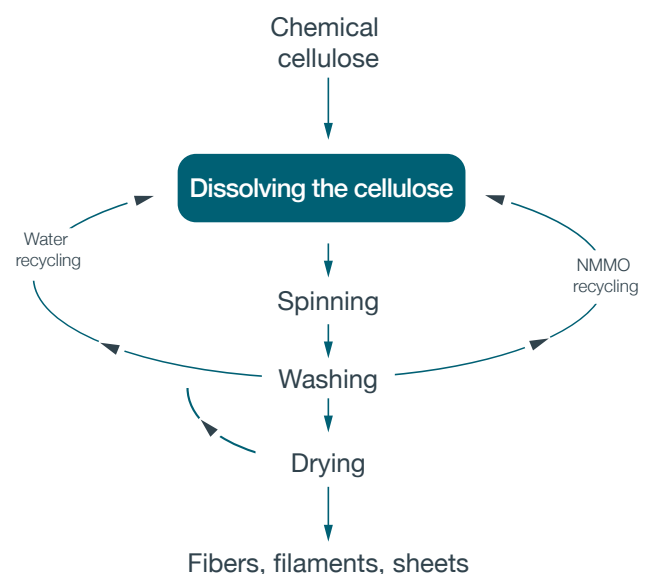 Chemical
cellulose
Dissolving the cellulose
Water
recycling
NMMO
recycling
Spinning
Washing
Drying
Fibers, filaments, sheets